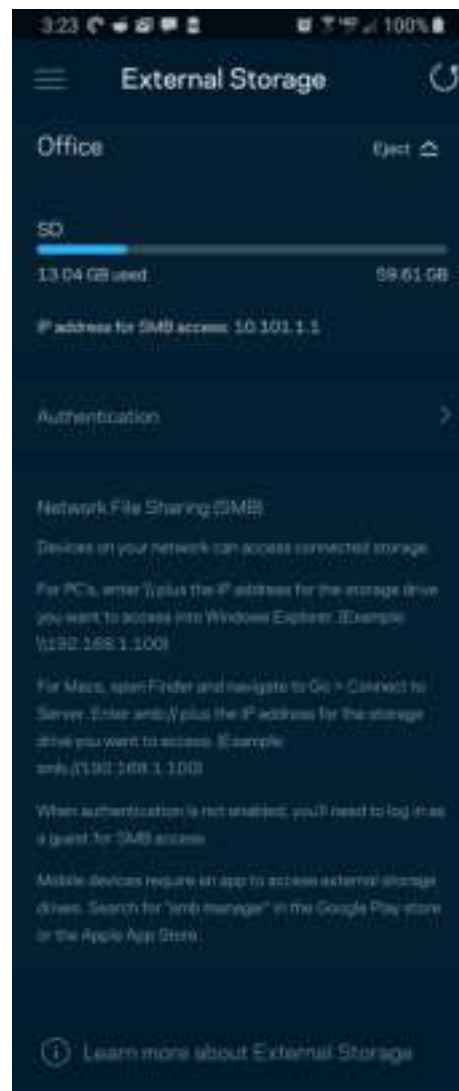 3:23
100%
External Storage
Office
Eject
SD
13.04 GB used
59.61 GB
IP address for SMB access: 10.101.1.1
Authentication
Network File Sharing (SMB)
Devices on your network can access connected storage.
For PC's, enter \\ plus the IP address for the storage drive
you want to access into Windows Explorer. (Example:
\\192.168.1.100)
For Macs, open Finder and navigate to Go > Connect to
Server. Enter smb:// plus the IP address for the storage
drive you want to access. (Example:
smb://192.168.1.100)
When authentication is not enabled, you'll need to log in as
a guest for SMB access.
Mobile devices require an app to access external storage
drives. Search for "smb manager" in the Google Play store
or the Apple App Store.
Learn more about External Storage